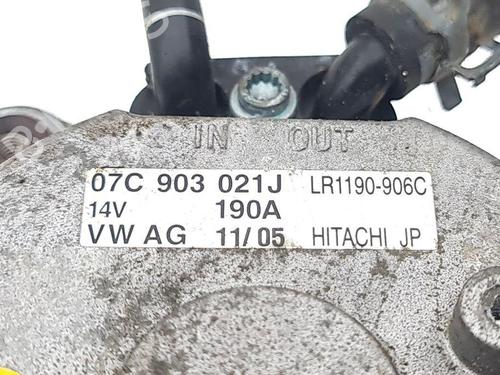 IN OUT
07C 903 021J LR1190-906C
14V 190A
VW AG 11/05 HITACHI JP